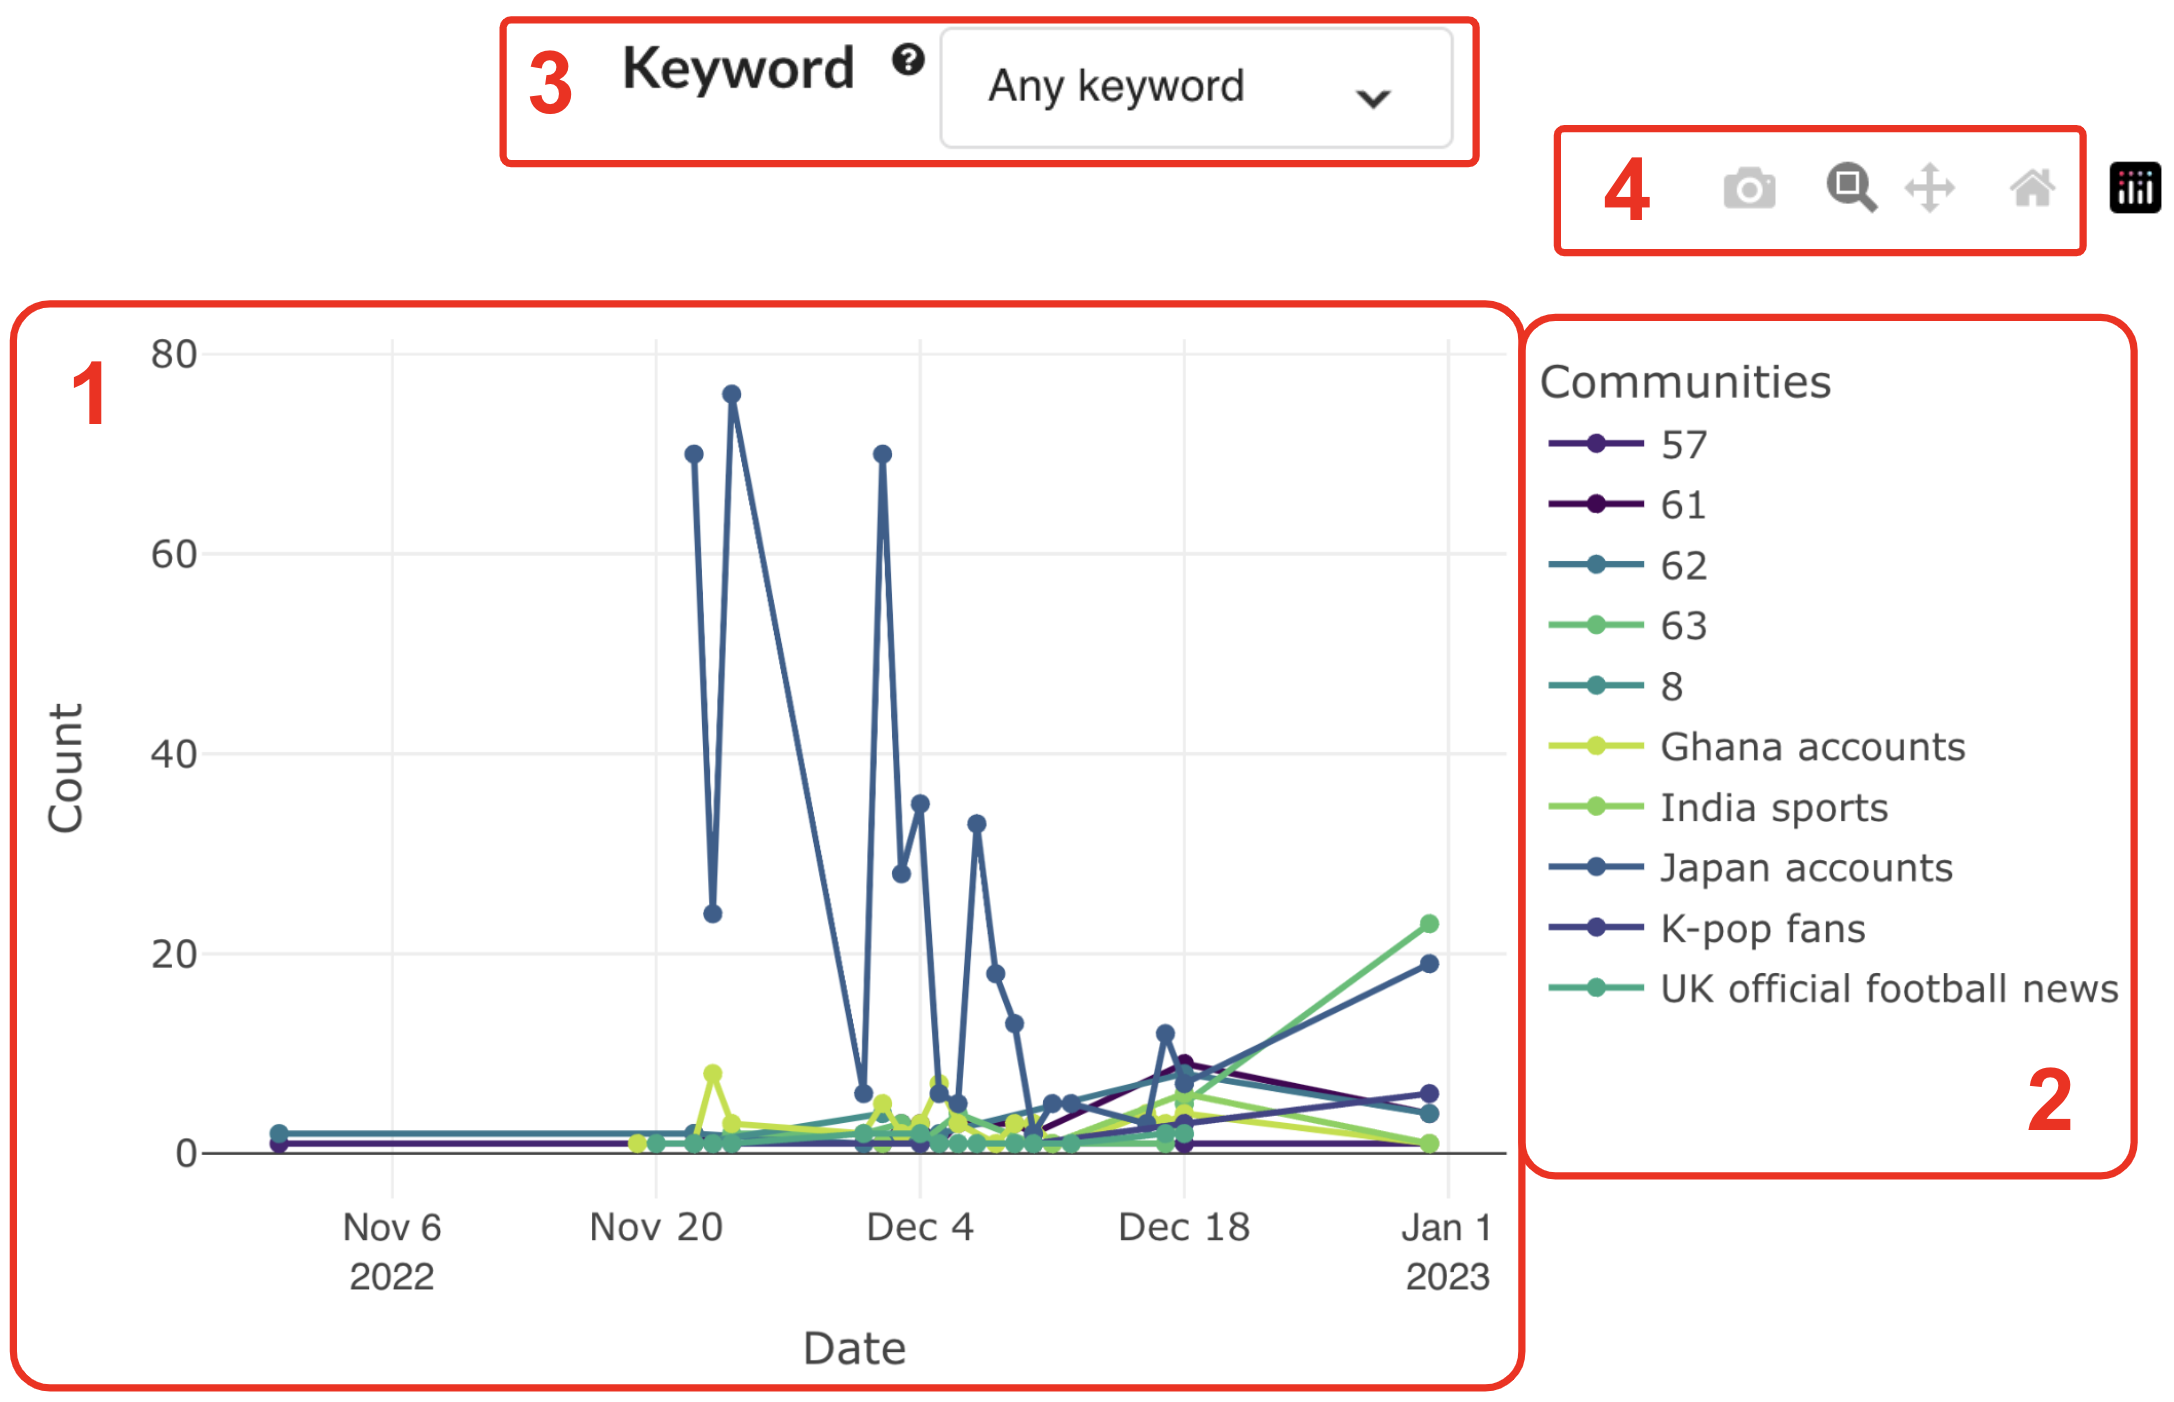 3 Keyword ? Any keyword
4
1
80
60
40
20
0
Count
Nov 6
2022
Nov 20
Dec 4
Dec 18
Jan 1
2023
Date
Communities
57
61
62
63
8
Ghana accounts
India sports
Japan accounts
K-pop fans
UK official football news
2